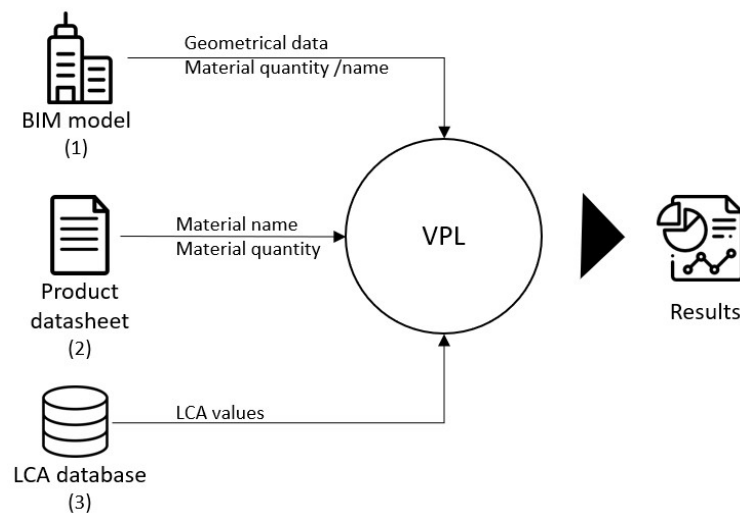 Geometrical data
Material quantity /name
BIM model
(1)
Material name
Material quantity
VPL
Product
datasheet
(2)
Results
LCA values
LCA database
(3)